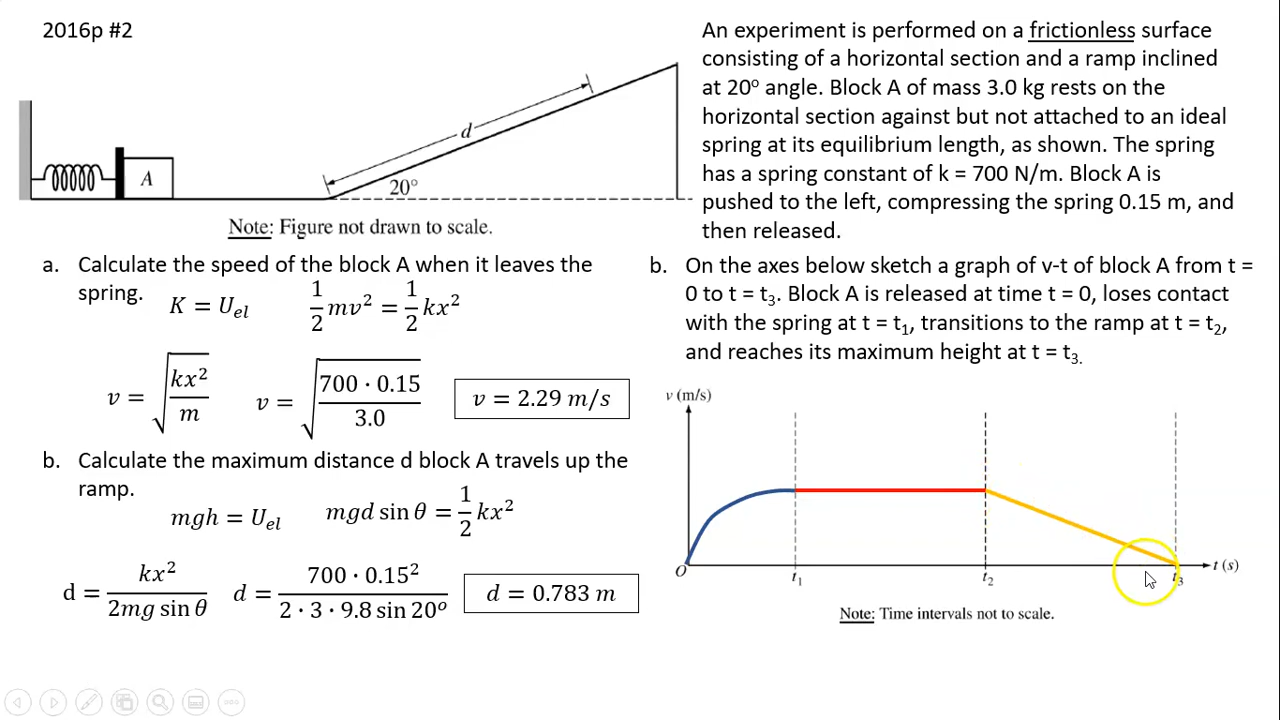 2016p #2
An experiment is performed on a frictionless surface
consisting of a horizontal section and a ramp inclined
at 20º angle. Block A of mass 3.0 kg rests on the
horizontal section against but not attached to an ideal
spring at its equilibrium length, as shown. The spring
has a spring constant of k = 700 N/m. Block A is
pushed to the left, compressing the spring 0.15 m, and
then released.
d
A
20°
Note: Figure not drawn to scale.
a. Calculate the speed of the block A when it leaves the
spring.
K = U_el
1/2 mv² = 1/2 kx²
v = √(kx²/m)
v = √(700 · 0.15/3.0)
v = 2.29 m/s
b. Calculate the maximum distance d block A travels up the
ramp.
mgh = U_el
mgd sin θ = 1/2 kx²
d = kx²/(2mg sin θ)
d = 700 · 0.15²/(2 · 3 · 9.8 sin 20º)
d = 0.783 m
b. On the axes below sketch a graph of v-t of block A from t =
0 to t = t₃. Block A is released at time t = 0, loses contact
with the spring at t = t₁, transitions to the ramp at t = t₂,
and reaches its maximum height at t = t₃.
v (m/s)
O
t₁
t₂
t₃
t (s)
Note: Time intervals not to scale.